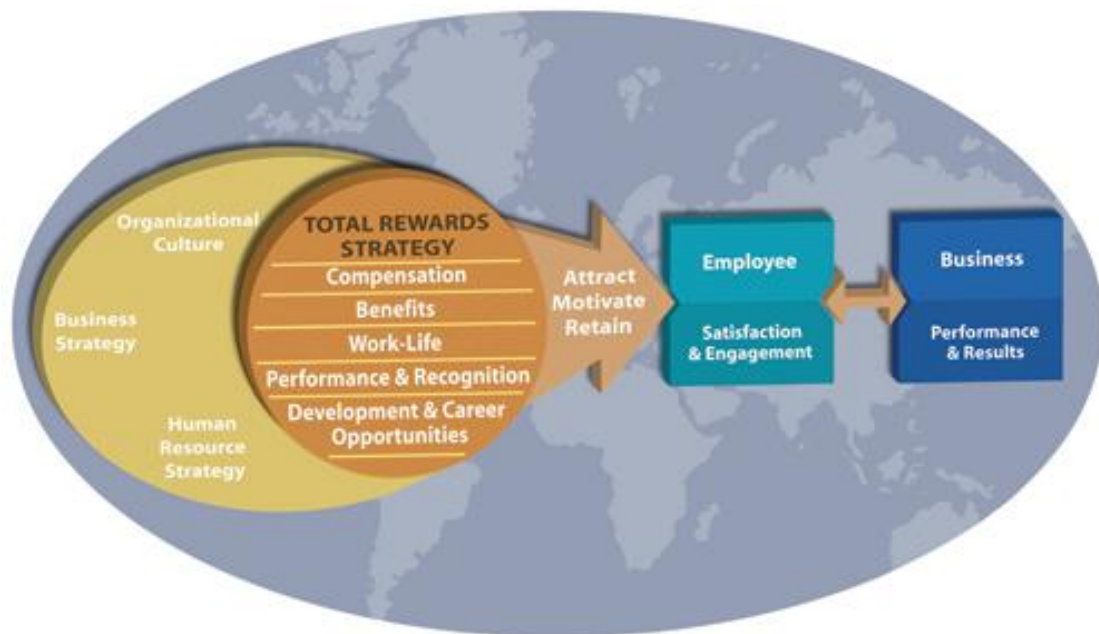 Organizational
Culture
Business
Strategy
Human
Resource
Strategy
TOTAL REWARDS
STRATEGY
Compensation
Benefits
Work-Life
Performance & Recognition
Development & Career
Opportunities
Attract
Motivate
Retain
Employee
Satisfaction
& Engagement
Business
Performance
& Results